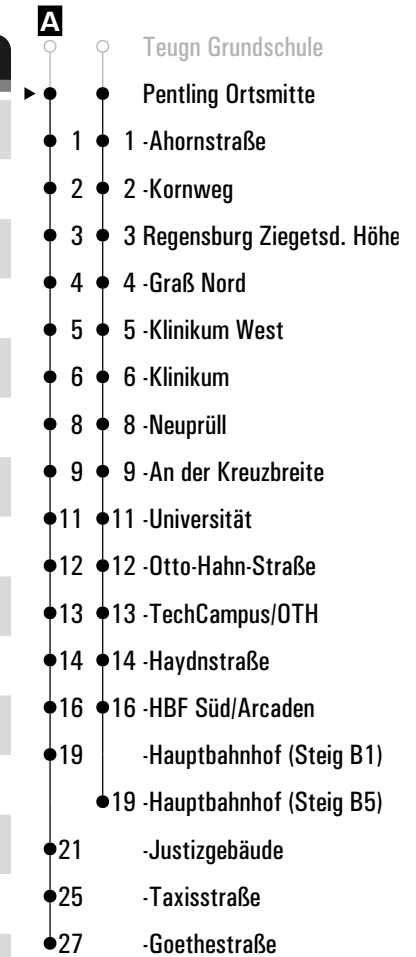 A
Teugn Grundschule
Pentling Ortsmitte
1 1 -Ahornstraße
2 2 -Kornweg
3 3 Regensburg Ziegetsd. Höhe
4 4 -Graß Nord
5 5 -Klinikum West
6 6 -Klinikum
8 8 -Neuprüll
9 9 -An der Kreuzbreite
11 11 -Universität
12 12 -Otto-Hahn-Straße
13 13 -TechCampus/OTH
14 14 -Haydnstraße
16 16 -HBF Süd/Arcaden
19 -Hauptbahnhof (Steig B1)
19 -Hauptbahnhof (Steig B5)
21 -Justizgebäude
25 -Taxisstraße
27 -Goethestraße